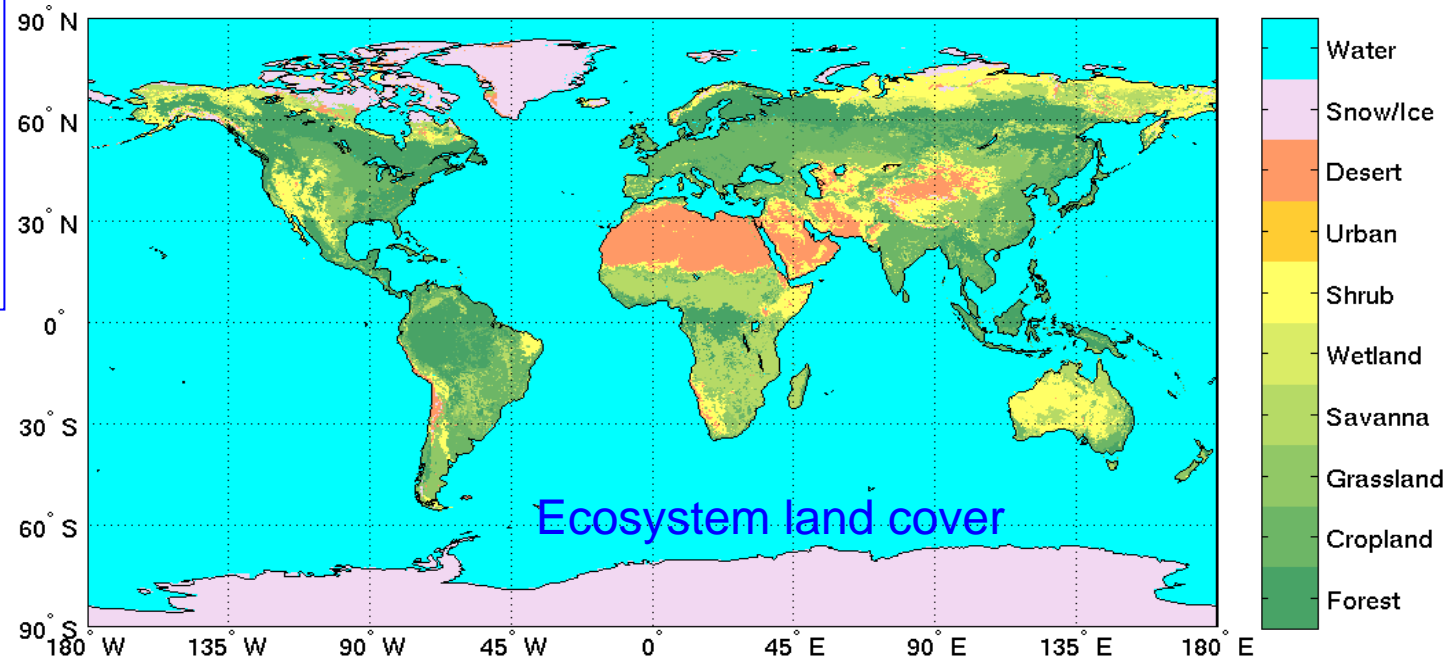 90° N
60° N
30° N
0°
30° S
60° S
90° S
180° W
135° W
90° W
45° W
0°
45° E
90° E
135° E
180° E
Ecosystem land cover
Water
Snow/Ice
Desert
Urban
Shrub
Wetland
Savanna
Grassland
Cropland
Forest